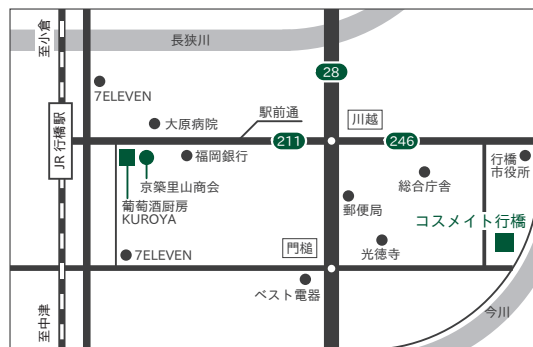 至小倉
長狭川
28
7ELEVEN
駅前通
大原病院
川越
211
246
JR 行橋駅
福岡銀行
行橋
市役所
京築里山商会
総合庁舎
葡萄酒厨房
KUROYA
郵便局
コスメイト行橋
門樋
光徳寺
7ELEVEN
ベスト電器
今川
至中津